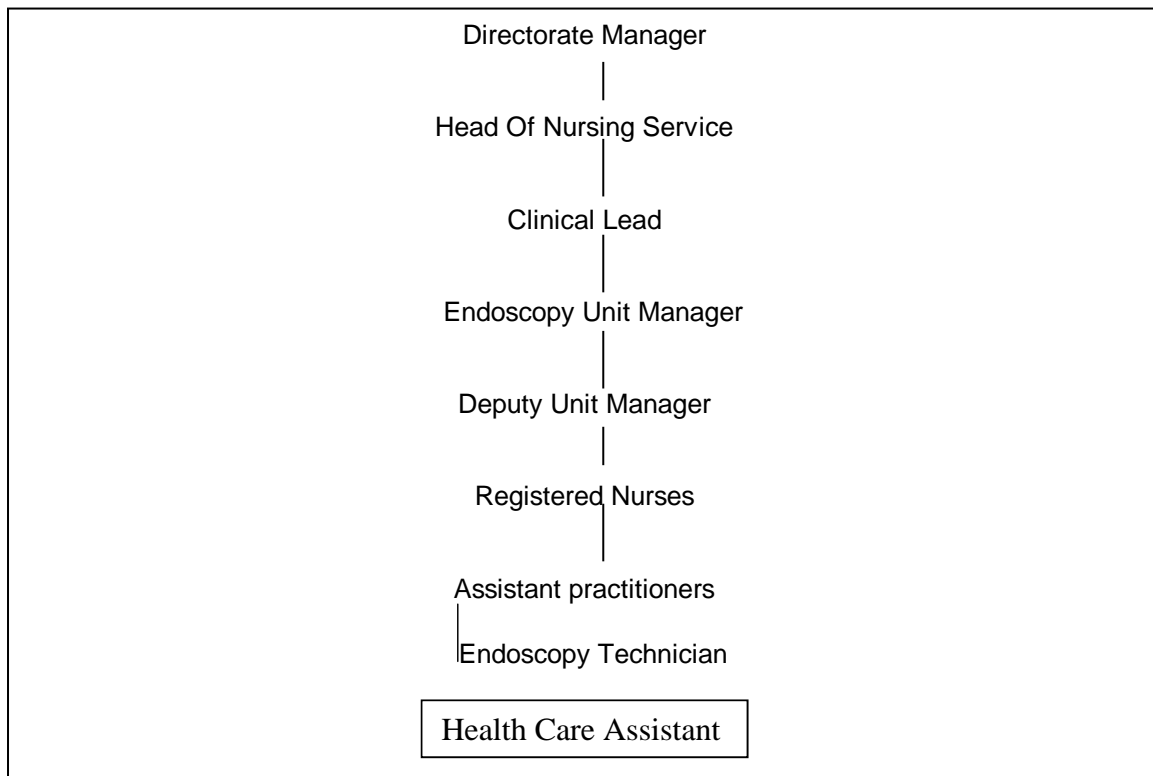 Directorate Manager
Head Of Nursing Service
Clinical Lead
Endoscopy Unit Manager
Deputy Unit Manager
Registered Nurses
Assistant practitioners
Endoscopy Technician
Health Care Assistant